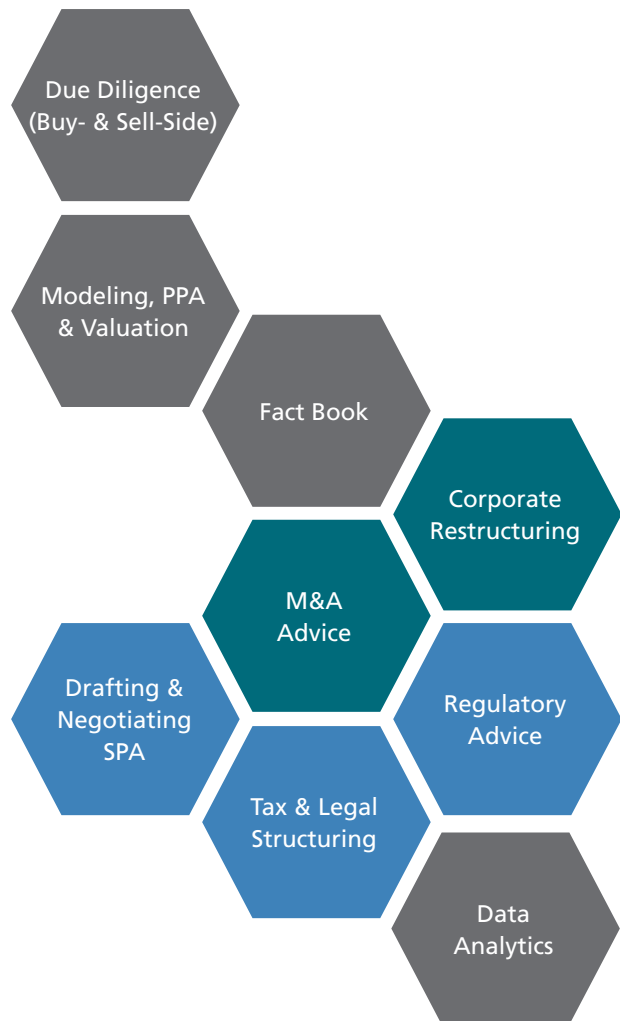 Due Diligence
(Buy- & Sell-Side)
Modeling, PPA
& Valuation
Fact Book
Corporate
Restructuring
M&A
Advice
Drafting &
Negotiating
SPA
Regulatory
Advice
Tax & Legal
Structuring
Data
Analytics